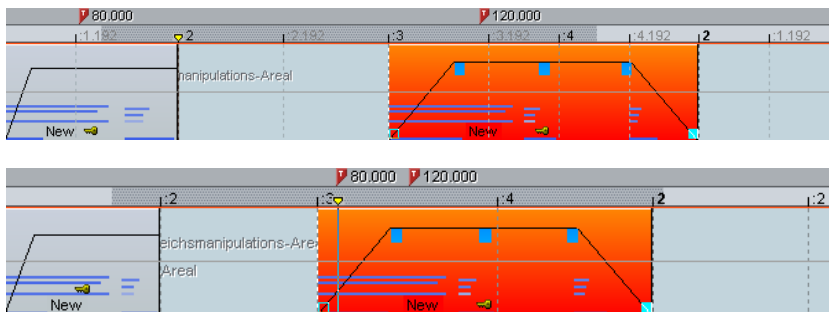 80.000 120.000
:1.192 2 :2.192 :3 :3.192 :4 :4.192 2 :1.192
manipulations-Areal
New New
80.000 120.000
:2 :3 :4 2 :2
eichsmanipulations-Are
Areal
New New